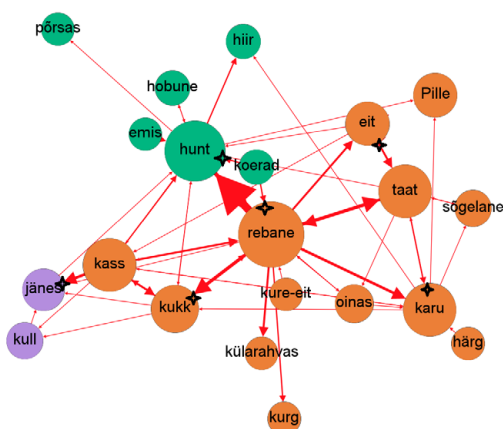 põrsas
hiir
hobune
Pille
eit
emis
hunt
koerad
taat
sõgelane
rebane
kass
jänes
kukk
kure-eit
oinas
karu
kull
külarahvas
härg
kurg